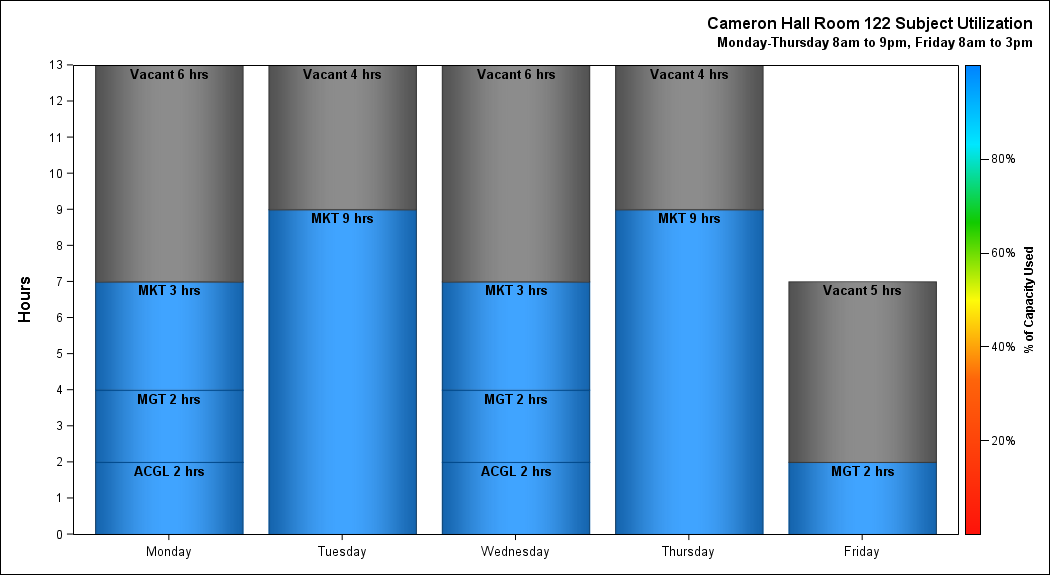 Cameron Hall Room 122 Subject Utilization
Monday-Thursday 8am to 9pm, Friday 8am to 3pm
Hours
13
12
11
10
9
8
7
6
5
4
3
2
1
0
Vacant 6 hrs
MKT 3 hrs
MGT 2 hrs
ACGL 2 hrs
Vacant 4 hrs
MKT 9 hrs
Vacant 6 hrs
MKT 3 hrs
MGT 2 hrs
ACGL 2 hrs
Vacant 4 hrs
MKT 9 hrs
Vacant 5 hrs
MGT 2 hrs
Monday
Tuesday
Wednesday
Thursday
Friday
80%
60%
40%
20%
% of Capacity Used